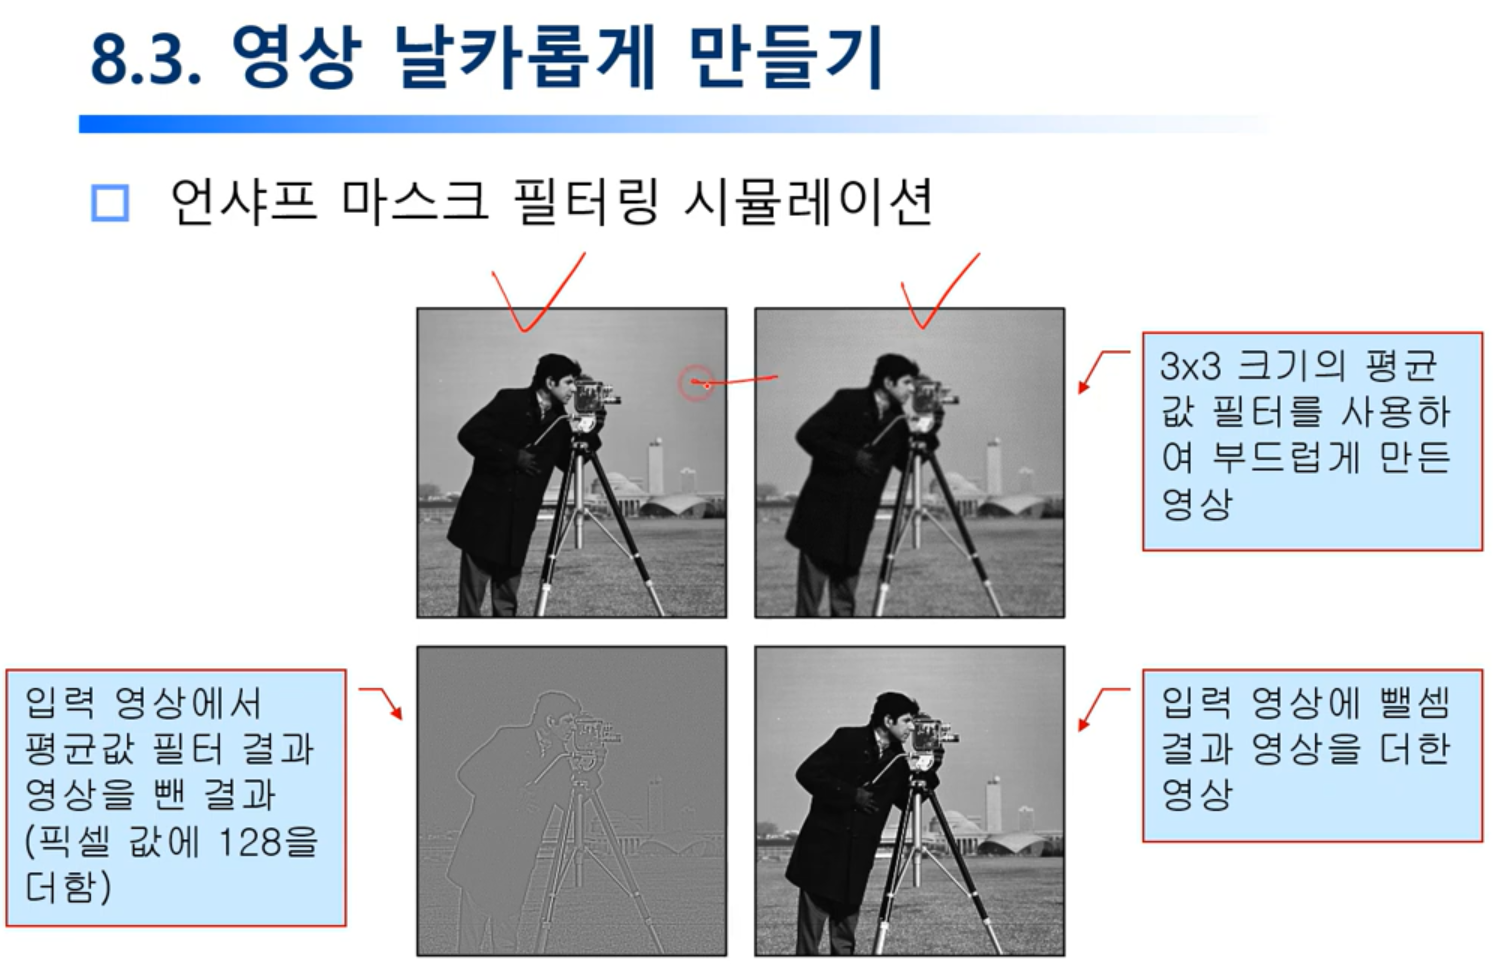 8.3. 영상 날카롭게 만들기
언샤프 마스크 필터링 시뮬레이션
3x3 크기의 평균
값 필터를 사용하
여 부드럽게 만든
영상
입력 영상에서
평균값 필터 결과
영상을 뺀 결과
(픽셀 값에 128을
더함)
입력 영상에 뺄셈
결과 영상을 더한
영상